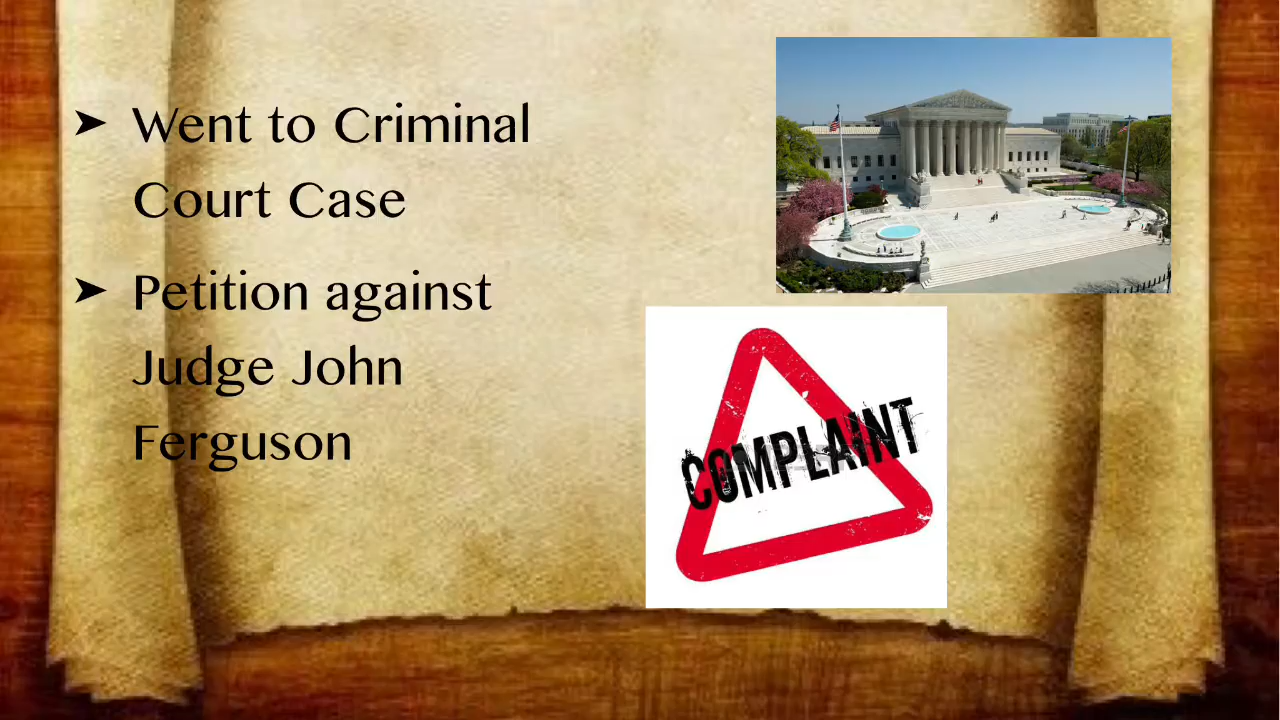 ➤ Went to Criminal
Court Case
➤ Petition against
Judge John
Ferguson
COMPLAINT